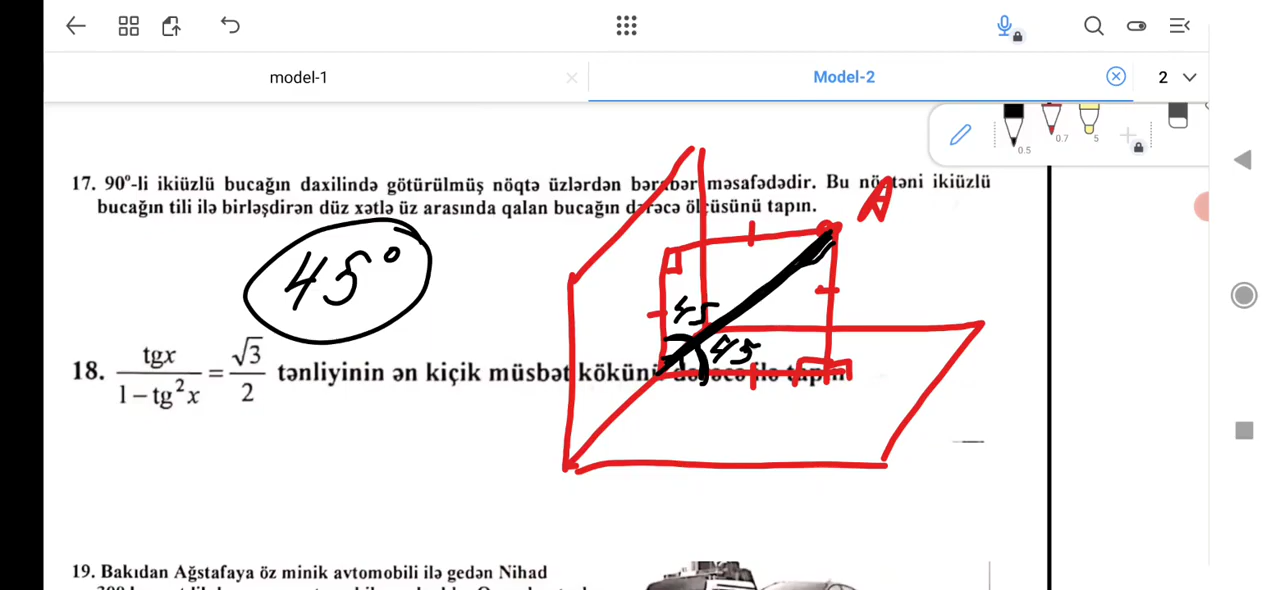 model-1
Model-2
2
0.5
0.7
5
17. 90°-li ikiüzlü bucağın daxilində götürülmüş nöqtə üzlərdən bərabər məsafədədir. Bu nöqtəni ikiüzlü
bucağın tili ilə birləşdirən düz xətlə üz arasında qalan bucağın dərəcə ölçüsünü tapın.
A
45°
45
45
18. tgx / 1 – tg²x = √3 / 2 tənliyinin ən kiçik müsbət kökünü dərəcə ilə tapın
19. Bakıdan Ağstafaya öz minik avtomobili ilə gedən Nihad